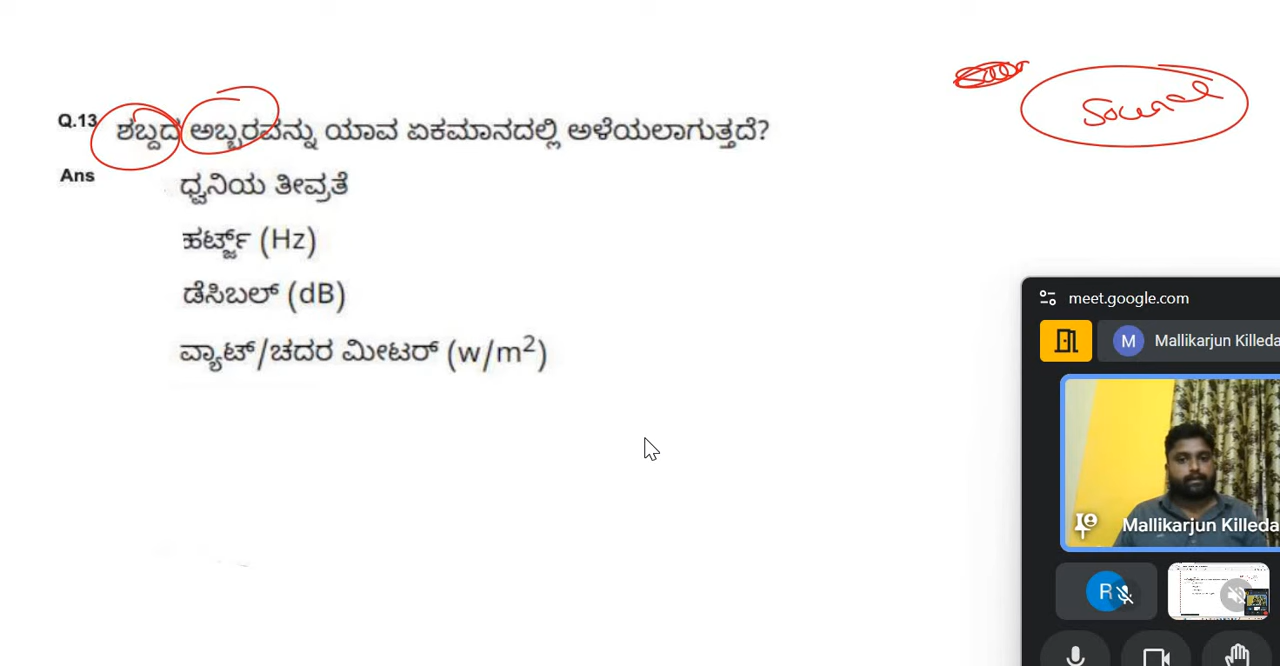 Sound
Q.13 ಶಬ್ದದ ಅಬ್ಬರವನ್ನು ಯಾವ ಏಕಮಾನದಲ್ಲಿ ಅಳೆಯಲಾಗುತ್ತದೆ?
Ans
ಧ್ವನಿಯ ತೀವ್ರತೆ
ಹರ್ಟ್ಜ್ (Hz)
ಡೆಸಿಬಲ್ (dB)
ವ್ಯಾಟ್/ಚದರ ಮೀಟರ್ (w/m²)
meet.google.com
M Mallikarjun Killeda
Mallikarjun Killeda
R